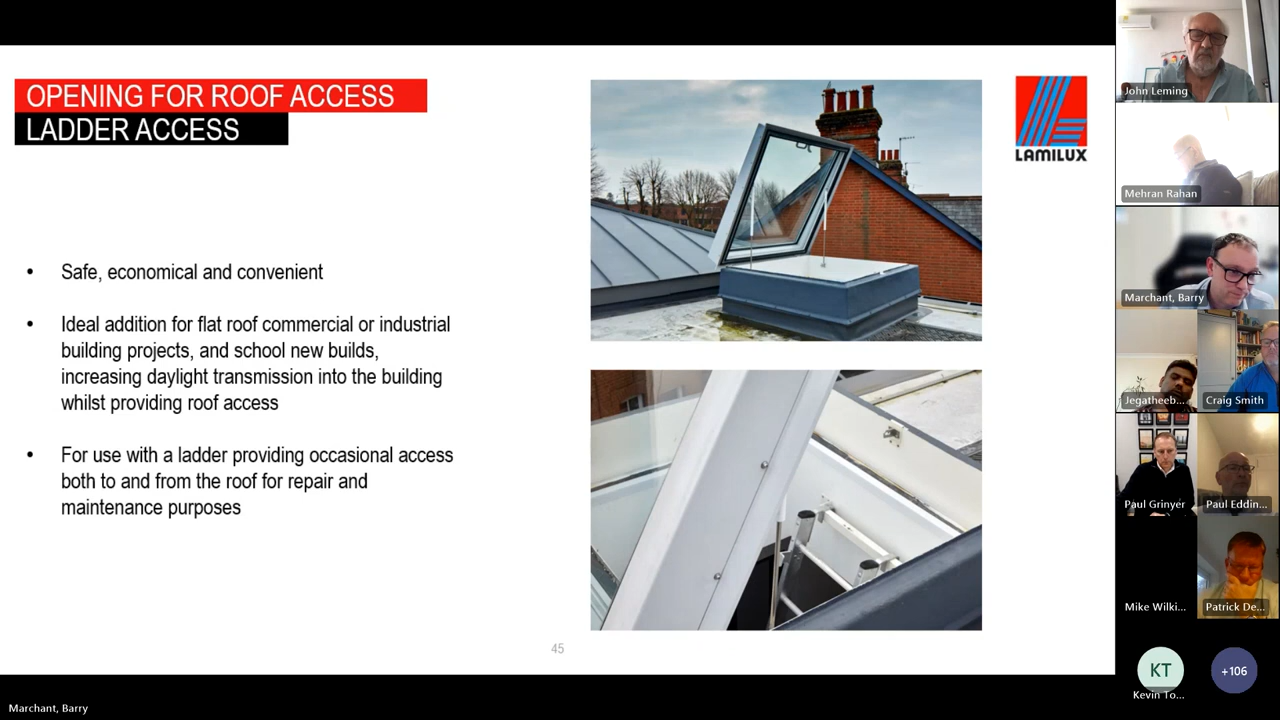 OPENING FOR ROOF ACCESS
LADDER ACCESS
LAMILUX
• Safe, economical and convenient
• Ideal addition for flat roof commercial or industrial
building projects, and school new builds,
increasing daylight transmission into the building
whilst providing roof access
• For use with a ladder providing occasional access
both to and from the roof for repair and
maintenance purposes
45
Marchant, Barry
John Leming
Mehran Rahan
Marchant, Barry
Jegatheeb...
Craig Smith
Paul Grinyer
Paul Eddin...
Mike Wilki...
Patrick De...
KT
Kevin To...
+106